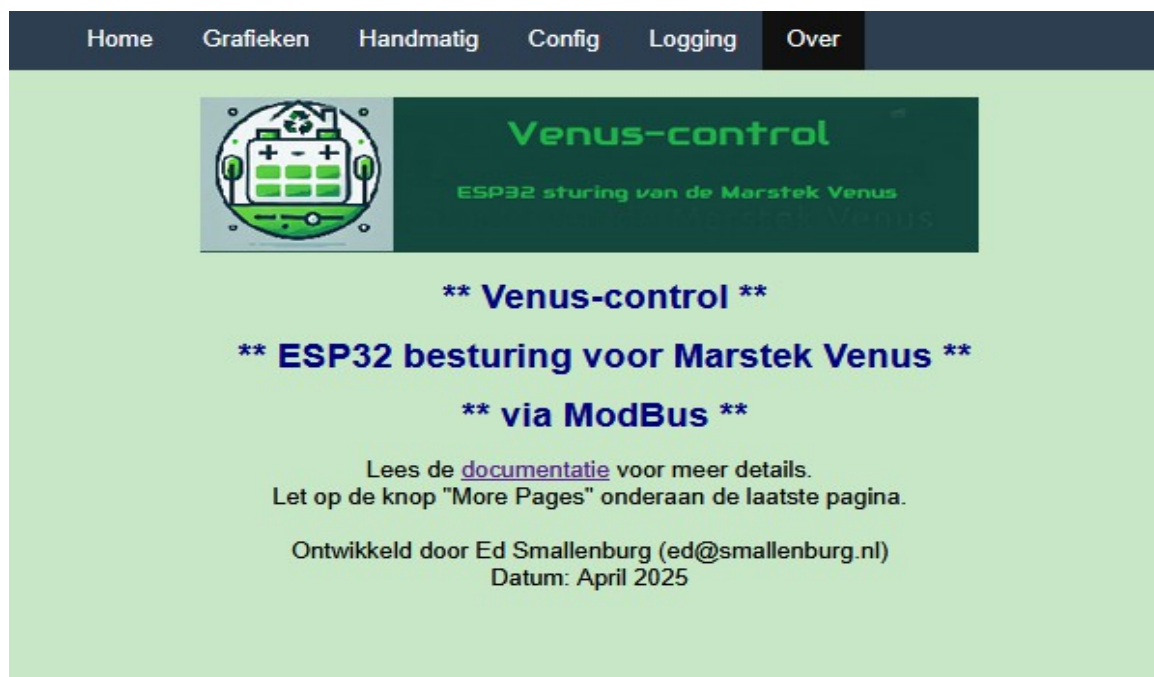 Home Grafieken Handmatig Config Logging Over
Venus-control
ESP32 sturing van de Marstek Venus
Marstek Venus
** Venus-control **
** ESP32 besturing voor Marstek Venus **
** via ModBus **
Lees de documentatie voor meer details.
Let op de knop "More Pages" onderaan de laatste pagina.
Ontwikkeld door Ed Smallenburg (ed@smallenburg.nl)
Datum: April 2025